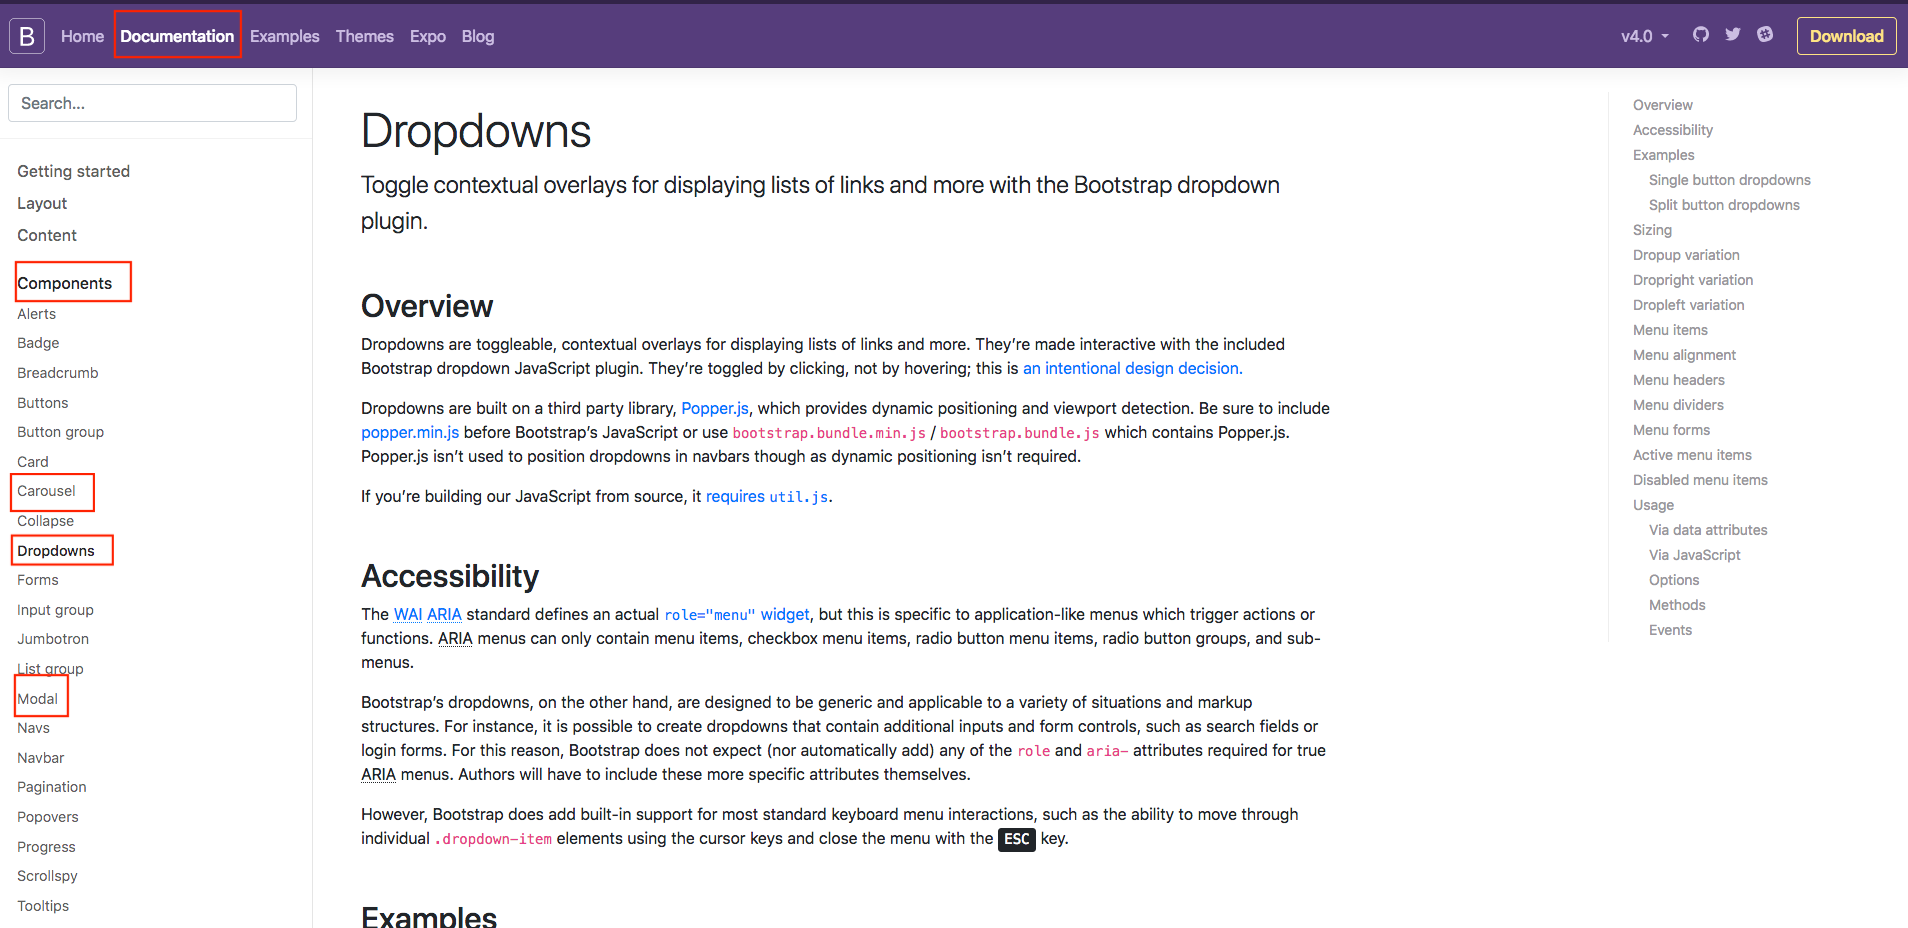 B Home Documentation Examples Themes Expo Blog v4.0 Download
Search...
Getting started
Layout
Content
Components
Alerts
Badge
Breadcrumb
Buttons
Button group
Card
Carousel
Collapse
Dropdowns
Forms
Input group
Jumbotron
List group
Modal
Navs
Navbar
Pagination
Popovers
Progress
Scrollspy
Tooltips
Dropdowns
Toggle contextual overlays for displaying lists of links and more with the Bootstrap dropdown
plugin.
Overview
Dropdowns are toggleable, contextual overlays for displaying lists of links and more. They’re made interactive with the included
Bootstrap dropdown JavaScript plugin. They’re toggled by clicking, not by hovering; this is an intentional design decision.
Dropdowns are built on a third party library, Popper.js, which provides dynamic positioning and viewport detection. Be sure to include
popper.min.js before Bootstrap’s JavaScript or use bootstrap.bundle.min.js / bootstrap.bundle.js which contains Popper.js.
Popper.js isn’t used to position dropdowns in navbars though as dynamic positioning isn’t required.
If you’re building our JavaScript from source, it requires util.js.
Accessibility
The WAI ARIA standard defines an actual role="menu" widget, but this is specific to application-like menus which trigger actions or
functions. ARIA menus can only contain menu items, checkbox menu items, radio button menu items, radio button groups, and sub-
menus.
Bootstrap’s dropdowns, on the other hand, are designed to be generic and applicable to a variety of situations and markup
structures. For instance, it is possible to create dropdowns that contain additional inputs and form controls, such as search fields or
login forms. For this reason, Bootstrap does not expect (nor automatically add) any of the role and aria- attributes required for true
ARIA menus. Authors will have to include these more specific attributes themselves.
However, Bootstrap does add built-in support for most standard keyboard menu interactions, such as the ability to move through
individual .dropdown-item elements using the cursor keys and close the menu with the ESC key.
Examples
Overview
Accessibility
Examples
Single button dropdowns
Split button dropdowns
Sizing
Dropup variation
Dropright variation
Dropleft variation
Menu items
Menu alignment
Menu headers
Menu dividers
Menu forms
Active menu items
Disabled menu items
Usage
Via data attributes
Via JavaScript
Options
Methods
Events